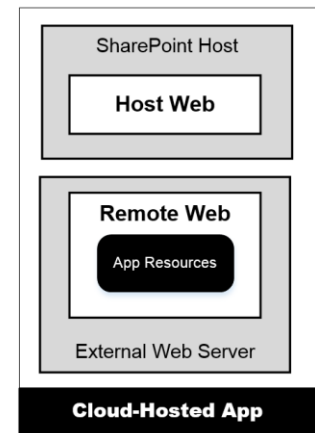 SharePoint Host
Host Web
Remote Web
App Resources
External Web Server
Cloud-Hosted App